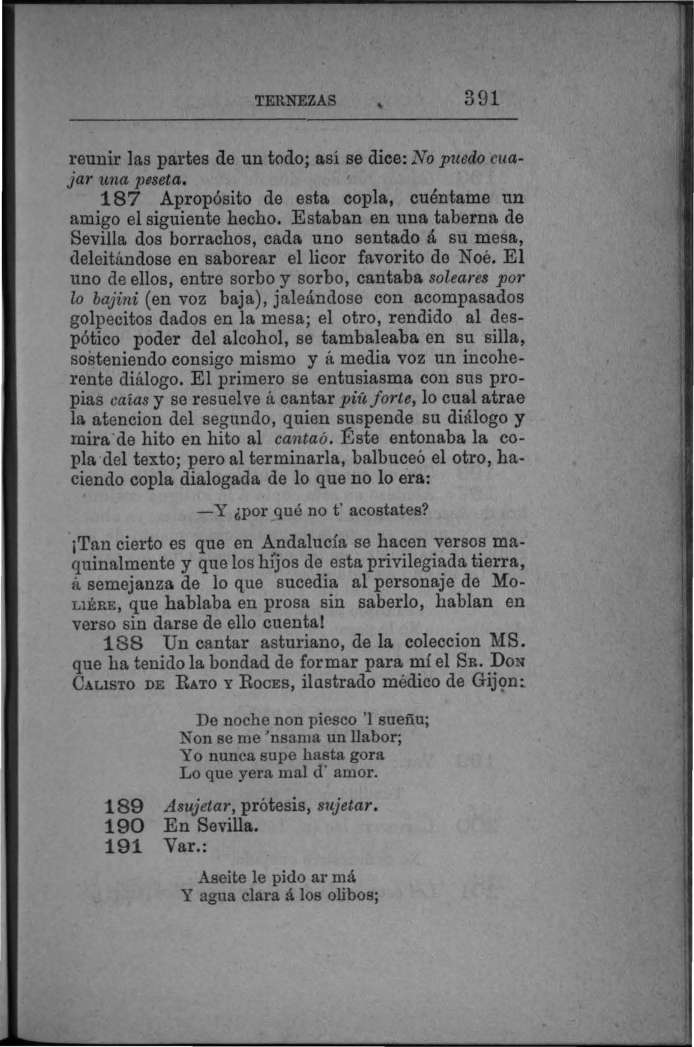 TERNEZAS 391
reunir las partes de un todo; así se dice: No puedo cua-
jar una peseta.
187 Apropósito de esta copla, cuéntame un
amigo el siguiente hecho. Estaban en una taberna de
Sevilla dos borrachos, cada uno sentado á su mesa,
deleitándose en saborear el licor favorito de Noé. El
uno de ellos, entre sorbo y sorbo, cantaba soleares por
lo bajini (en voz baja), jaleándose con acompasados
golpecitos dados en la mesa; el otro, rendido al des-
pótico poder del alcohol, se tambaleaba en su silla,
sosteniendo consigo mismo y á media voz un incohe-
rente diálogo. El primero se entusiasma con sus pro-
pias caías y se resuelve á cantar piú forte, lo cual atrae
la atencion del segundo, quien suspende su diálogo y
mira de hito en hito al cantaó. Éste entonaba la co-
pla del texto; pero al terminarla, balbuceó el otro, ha-
ciendo copla dialogada de lo que no lo era:
—Y ¿por qué no t' acostates?
¡Tan cierto es que en Andalucía se hacen versos ma-
quinalmente y que los hijos de esta privilegiada tierra,
á semejanza de lo que sucedia al personaje de Mo-
LIÉRE, que hablaba en prosa sin saberlo, hablan en
verso sin darse de ello cuenta!
188 Un cantar asturiano, de la coleccion MS.
que ha tenido la bondad de formar para mí el SR. DON
CALISTO DE RATO Y ROCES, ilustrado médico de Gijon:
De noche non piesco 'l sueñu;
Non se me 'nsama un llabor;
Yo nunca supe hasta gora
Lo que yera mal d' amor.
189 Asujetar, prótesis, sujetar.
190 En Sevilla.
191 Var.:
Aseite le pido ar má
Y agua clara á los olibos;